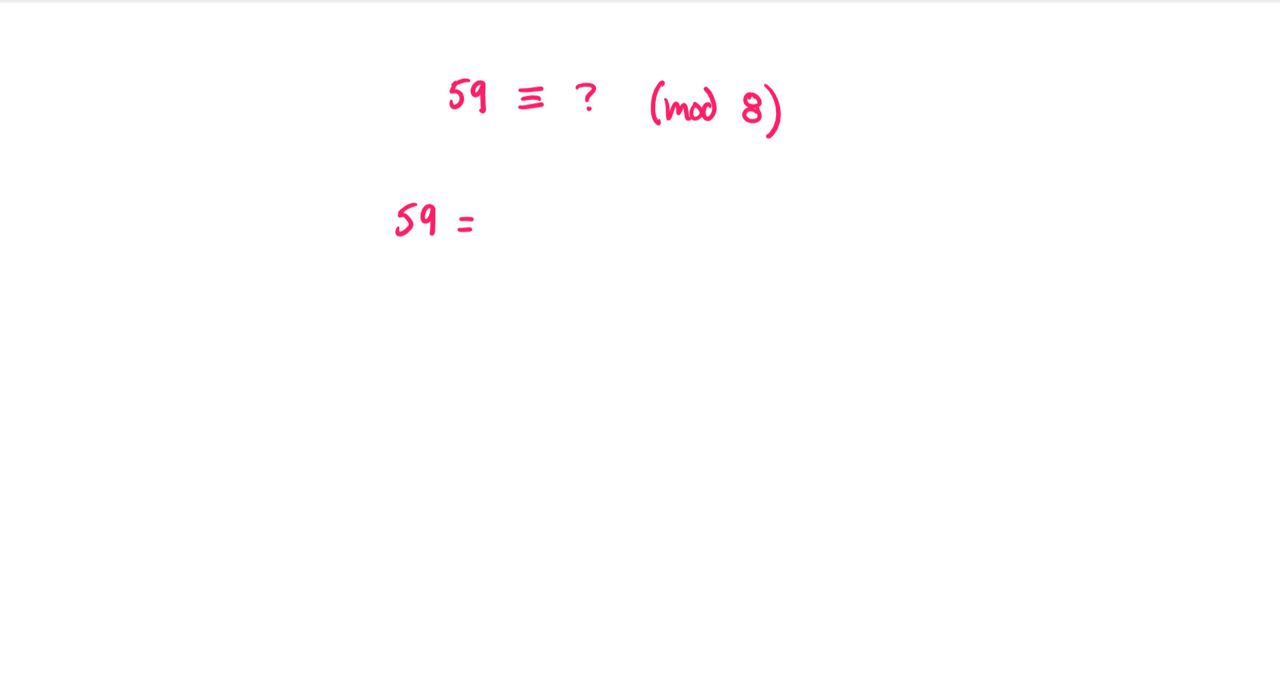 59 ≡ ? (mod 8)
59 =